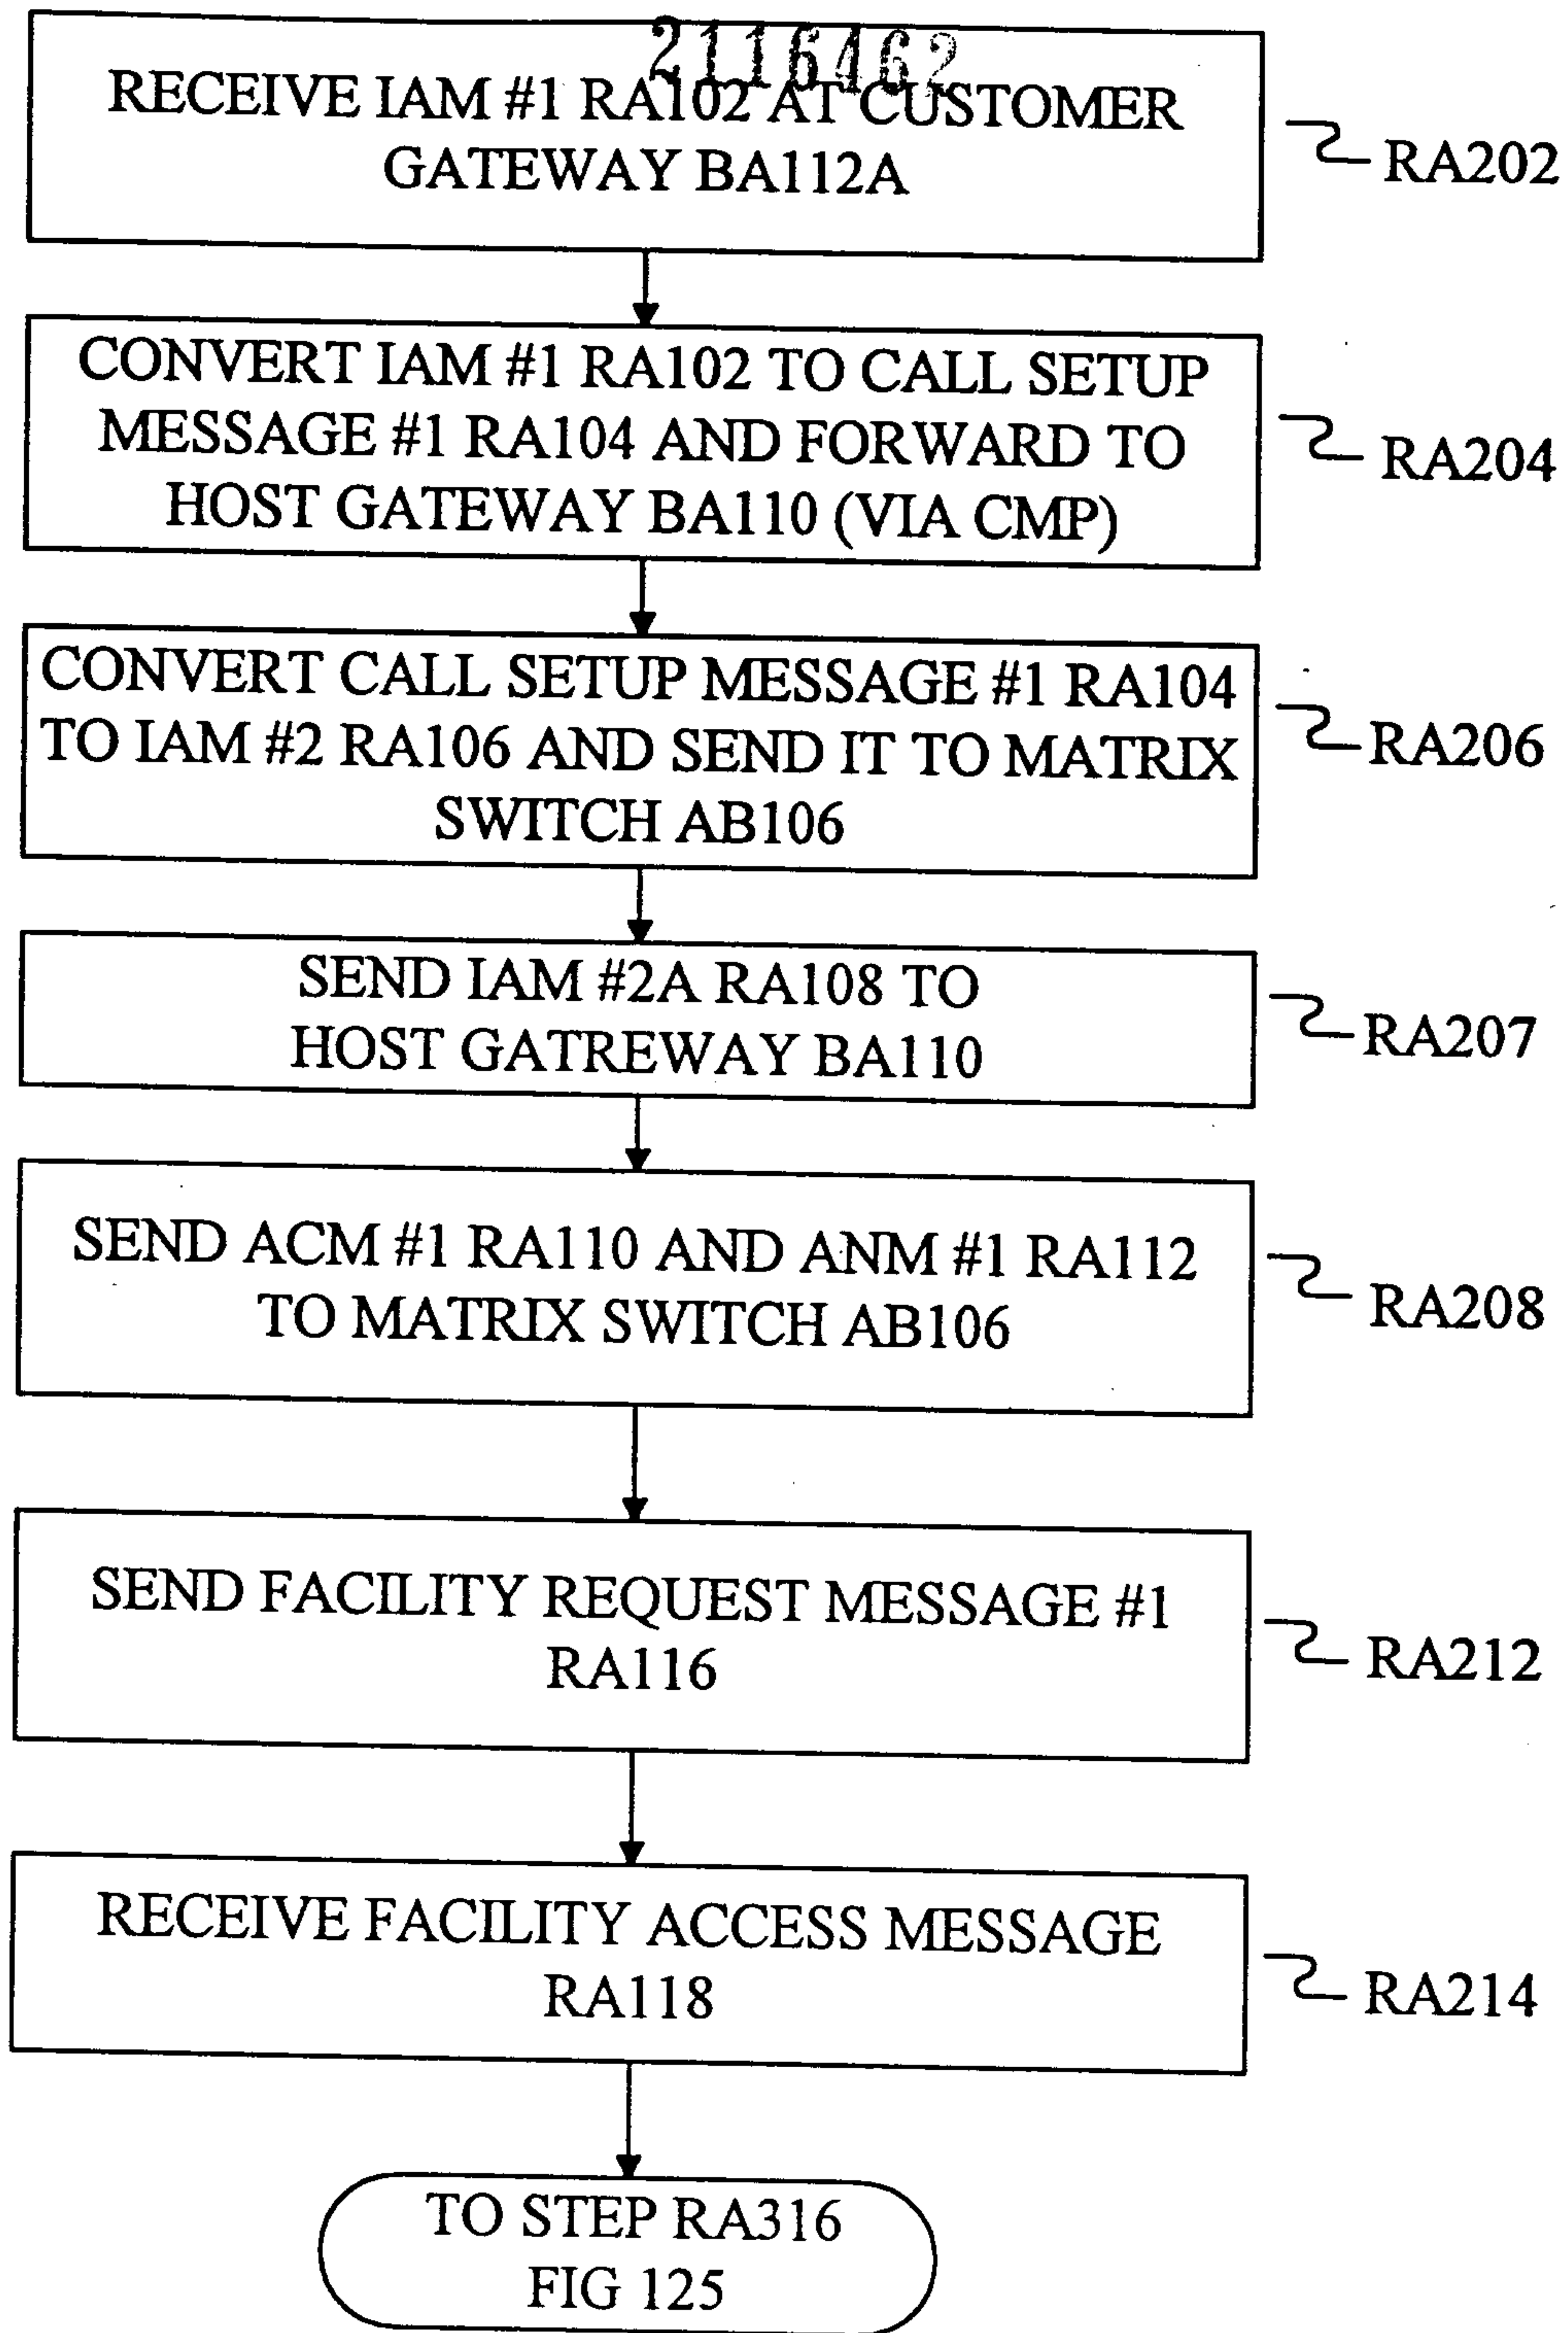 2116462
RECEIVE IAM #1 RA102 AT CUSTOMER
GATEWAY BA112A
RA202
CONVERT IAM #1 RA102 TO CALL SETUP
MESSAGE #1 RA104 AND FORWARD TO
HOST GATEWAY BA110 (VIA CMP)
RA204
CONVERT CALL SETUP MESSAGE #1 RA104
TO IAM #2 RA106 AND SEND IT TO MATRIX
SWITCH AB106
RA206
SEND IAM #2A RA108 TO
HOST GATREWAY BA110
RA207
SEND ACM #1 RA110 AND ANM #1 RA112
TO MATRIX SWITCH AB106
RA208
SEND FACILITY REQUEST MESSAGE #1
RA116
RA212
RECEIVE FACILITY ACCESS MESSAGE
RA118
RA214
TO STEP RA316
FIG 125